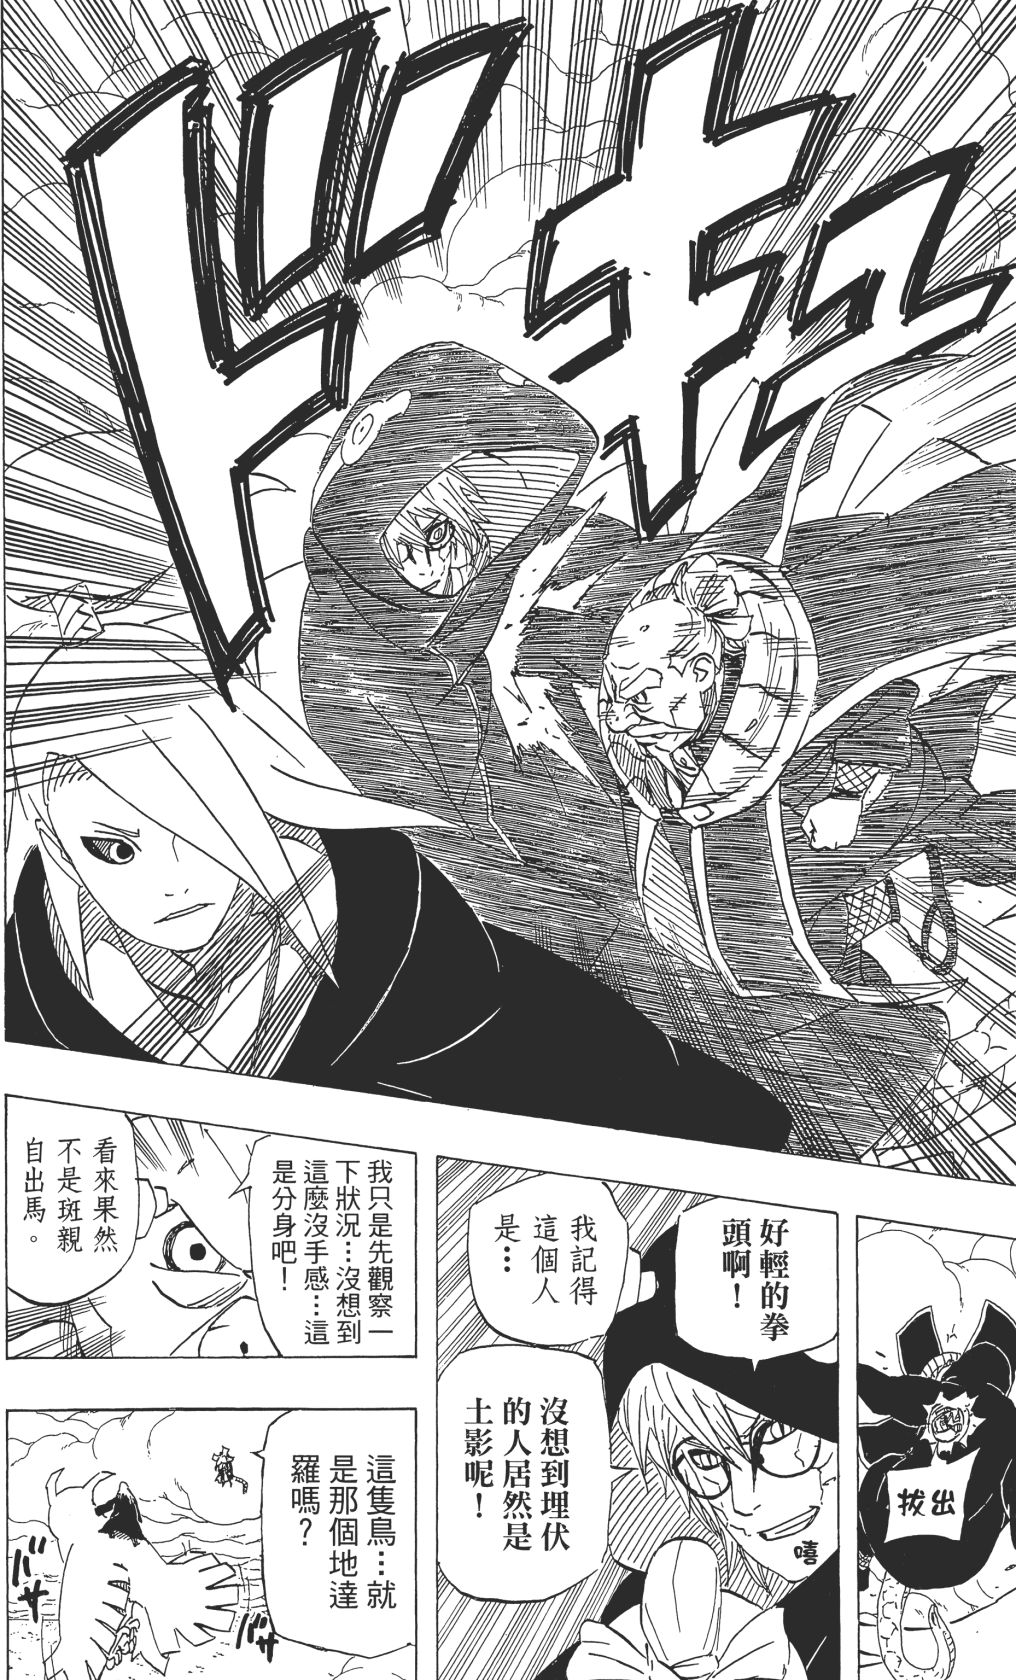 ドキュッ
拔出
好輕的拳
頭啊！
嘻
我記得
這個人
是…
沒想到埋伏
的人居然是
土影呢！
我只是先觀察一
下狀況…沒想到
這麼沒手感…這
是分身吧！
看來果然
不是斑親
自出馬。
這隻鳥…就
是那個地達
羅嗎？
バサ
バサ